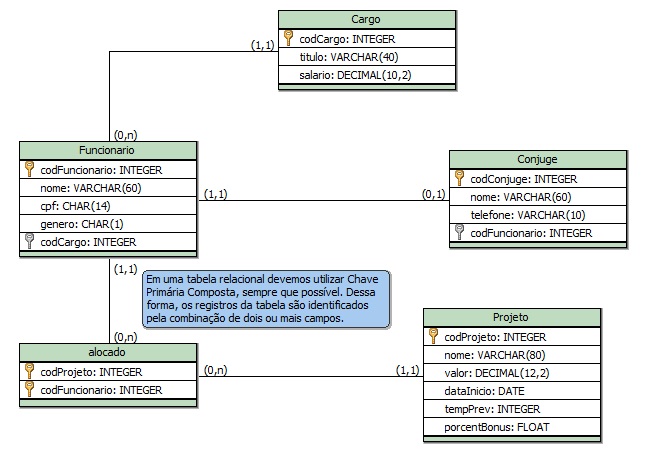 Cargo
codCargo: INTEGER
titulo: VARCHAR(40)
salario: DECIMAL(10,2)
(1,1)
(0,n)
Funcionario
codFuncionario: INTEGER
nome: VARCHAR(60)
cpf: CHAR(14)
genero: CHAR(1)
codCargo: INTEGER
(1,1)
(0,1)
Conjuge
codConjuge: INTEGER
nome: VARCHAR(60)
telefone: VARCHAR(10)
codFuncionario: INTEGER
(1,1)
Em uma tabela relacional devemos utilizar Chave
Primária Composta, sempre que possível. Dessa
forma, os registros da tabela são identificados
pela combinação de dois ou mais campos.
(0,n)
alocado
codProjeto: INTEGER
codFuncionario: INTEGER
(0,n)
(1,1)
Projeto
codProjeto: INTEGER
nome: VARCHAR(80)
valor: DECIMAL(12,2)
dataInicio: DATE
tempPrev: INTEGER
porcentBonus: FLOAT